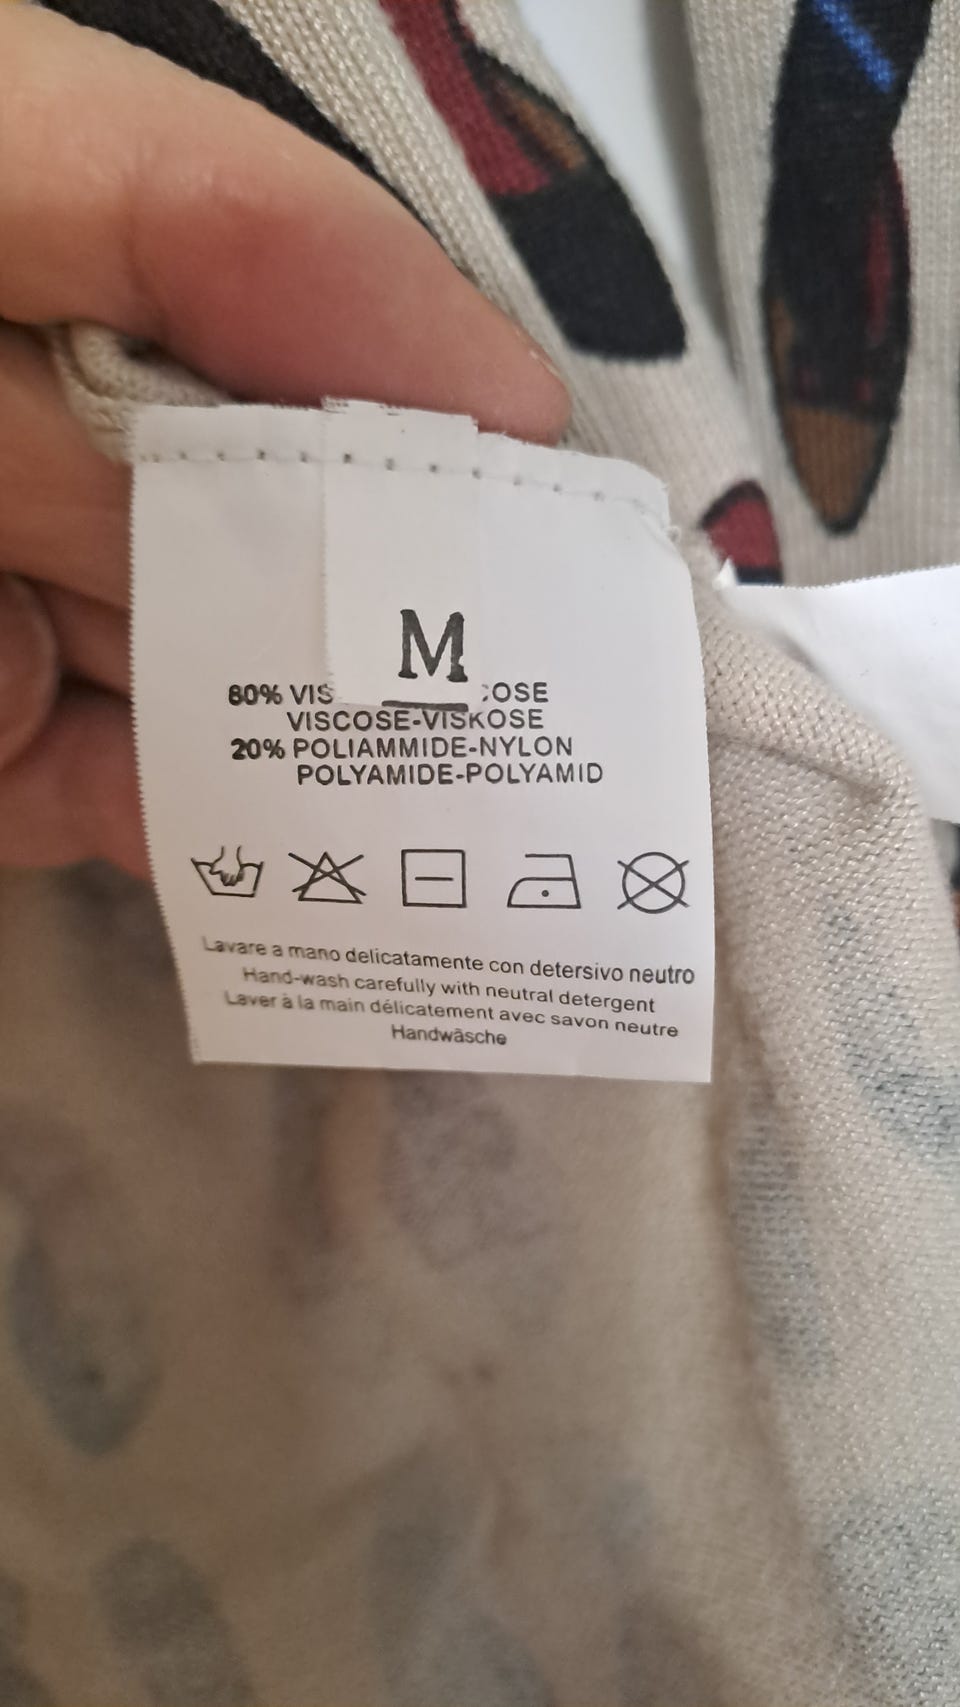 M
80% VIS COSE
VISCOSE-VISKOSE
20% POLIAMMIDE-NYLON
POLYAMIDE-POLYAMID
Lavare a mano delicatamente con detersivo neutro
Hand-wash carefully with neutral detergent
Laver à la main délicatement avec savon neutre
Handwäsche